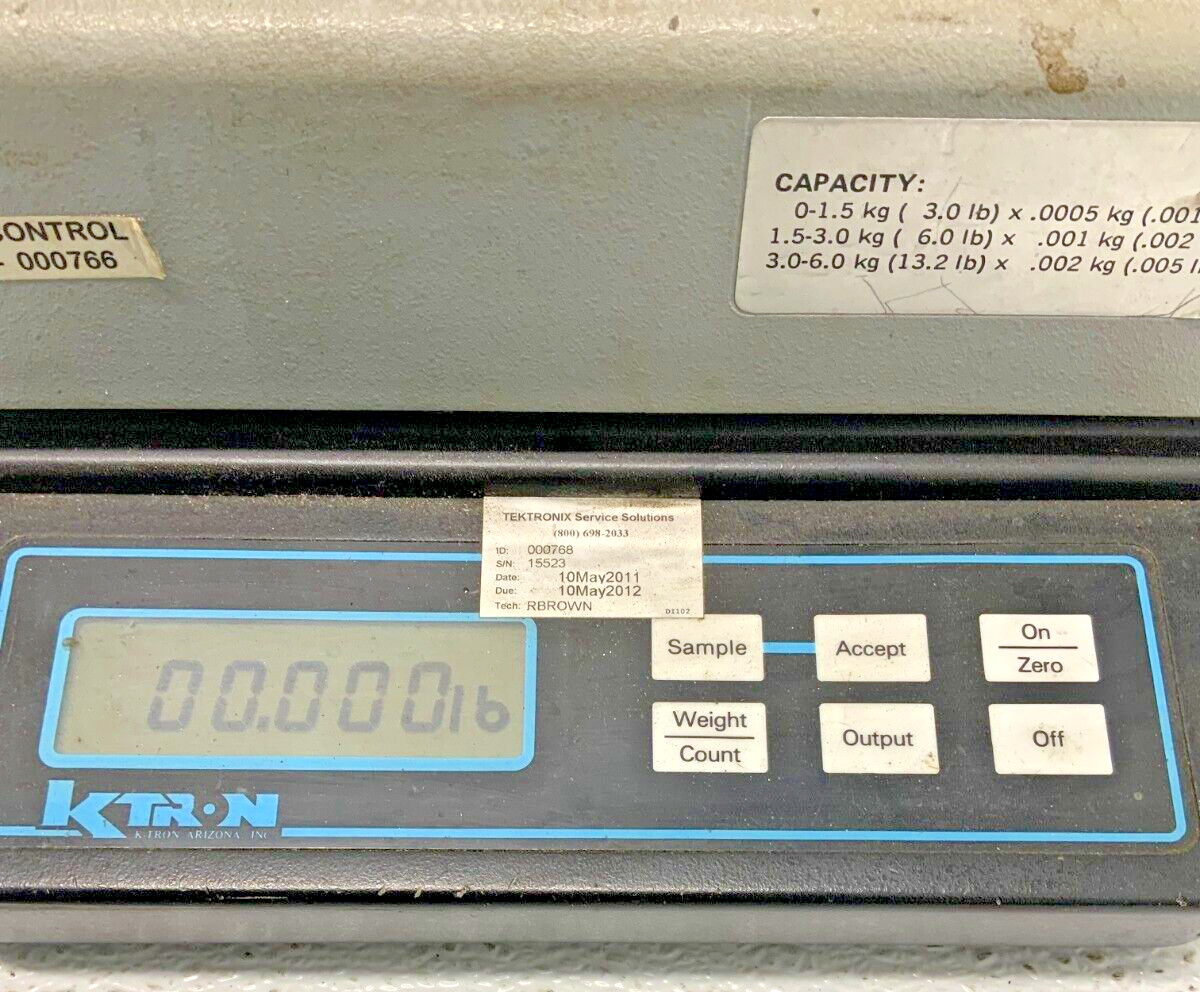 CAPACITY:
0-1.5 kg ( 3.0 lb) x .0005 kg (.001
1.5-3.0 kg ( 6.0 lb) x .001 kg (.002
3.0-6.0 kg (13.2 lb) x .002 kg (.005 l
CONTROL
- 000766
TEKTRONIX Service Solutions
(800) 698-2033
ID: 000768
S/N: 15523
Date: 10May2011
Due: 10May2012
Tech: RBROWN DI102
00.000lb
Sample
Accept
On
Zero
Weight
Count
Output
Off
K-TRON
K-TRON ARIZONA, INC